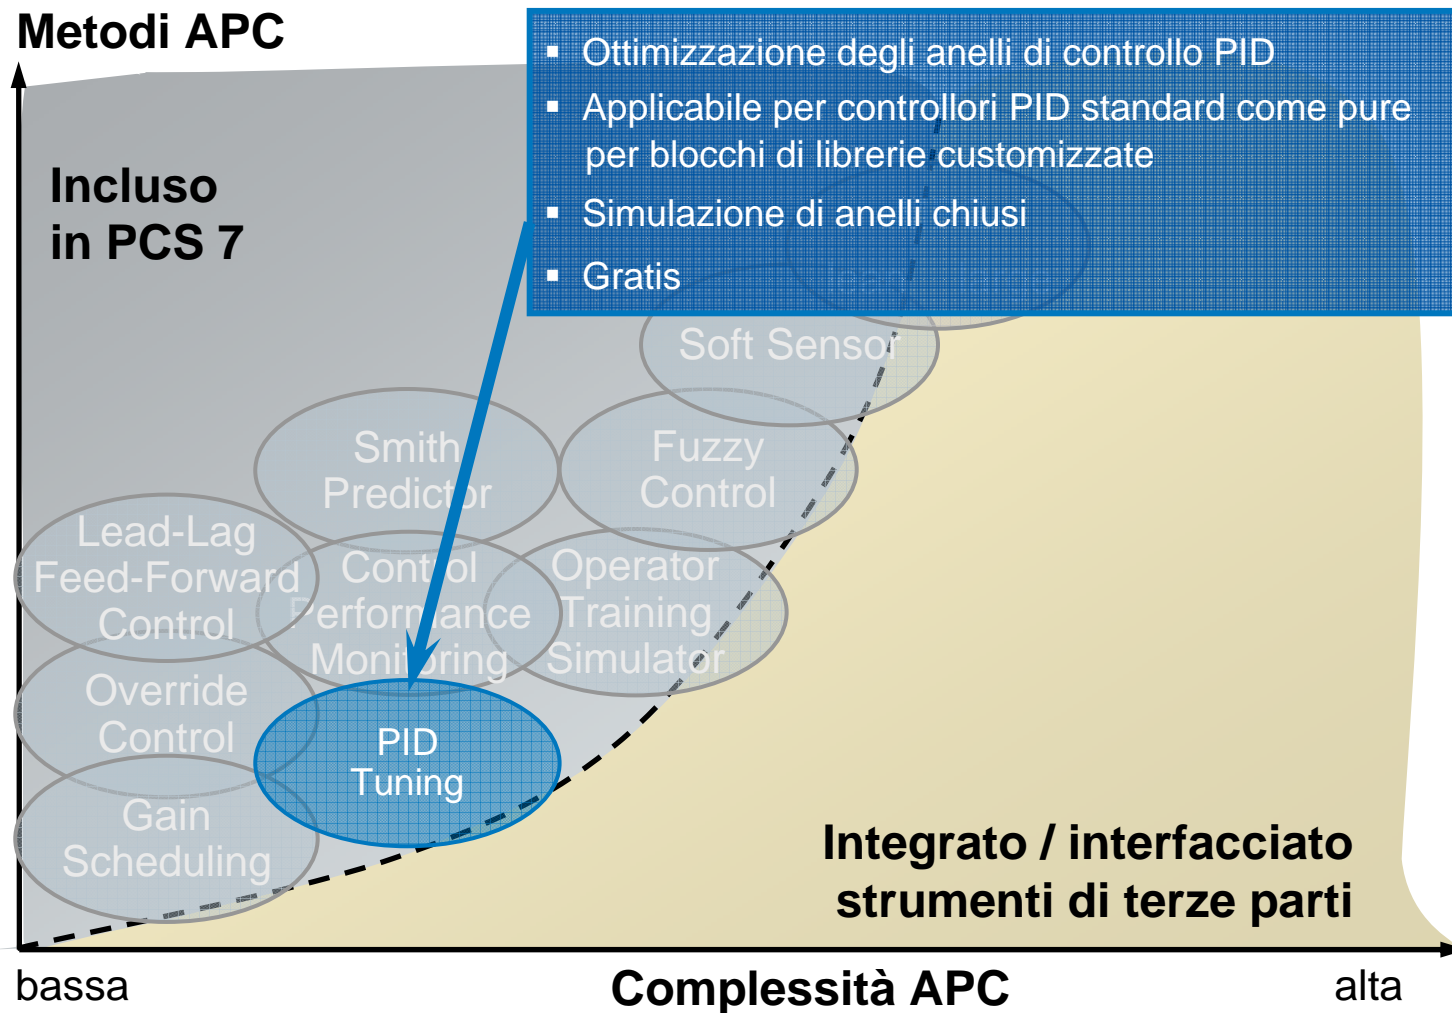 Metodi APC
Ottimizzazione degli anelli di controllo PID
Applicabile per controllori PID standard come pure
per blocchi di librerie customizzate
Simulazione di anelli chiusi
Gratis
Incluso
in PCS 7
Soft Sensor
Smith
Predictor
Fuzzy
Control
Lead-Lag
Feed-Forward
Control
Control
Performance
Monitoring
Operator
Training
Simulator
Override
Control
PID
Tuning
Gain
Scheduling
Integrato / interfacciato
strumenti di terze parti
bassa
Complessità APC
alta